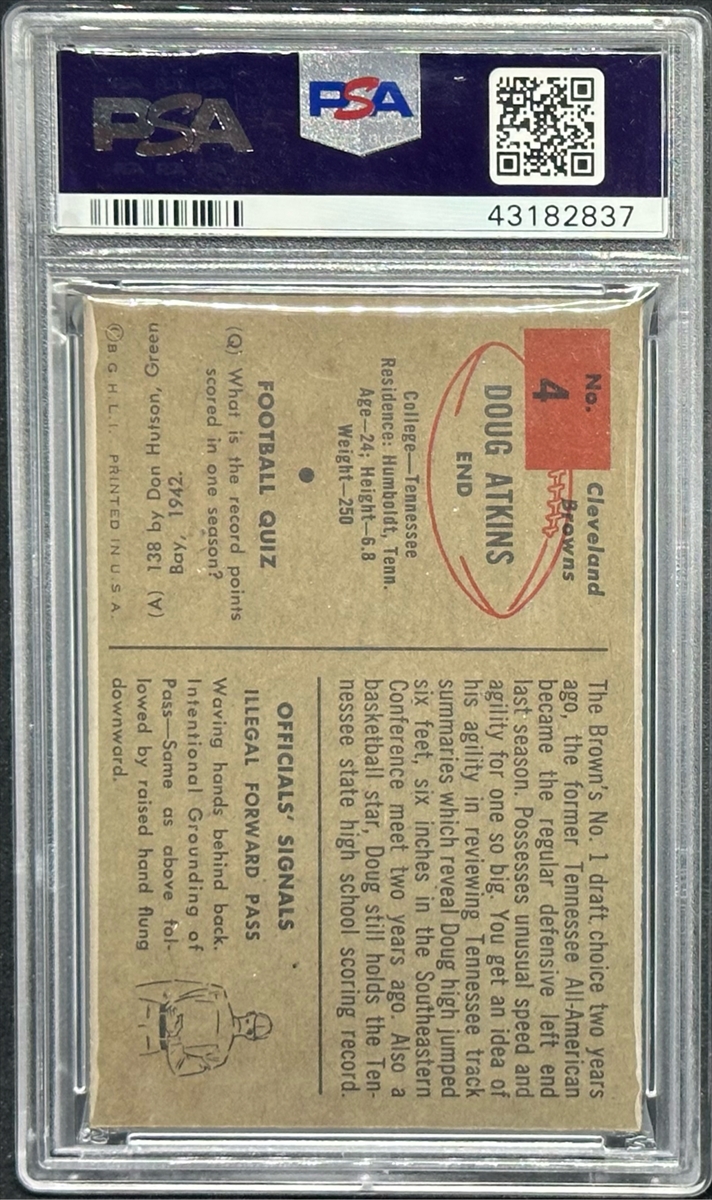 PSA
PSA
43182837
No.
4
Cleveland
Browns
DOUG ATKINS
END
College—Tennessee
Residence: Humboldt, Tenn.
Age—24; Height—6.8
Weight—250
FOOTBALL QUIZ
(Q) What is the record points
scored in one season?
Bay, 1942.
138 by Don Hutson, Green (A)
©B.G.H.L.I. PRINTED IN U.S.A.
The Brown's No. 1 draft choice two years
ago, the former Tennessee All-American
became the regular defensive left end
last season. Possesses unusual speed and
agility for one so big. You get an idea of
his agility in reviewing Tennessee track
summaries which reveal Doug high jumped
six feet, six inches in the Southeastern
Conference meet two years ago. Also a
basketball star, Doug still holds the Ten-
nessee state high school scoring record.
OFFICIALS' SIGNALS
ILLEGAL FORWARD PASS
Waving hands behind back.
Intentional Grounding of
Pass—Same as above fol-
lowed by raised hand flung
downward.